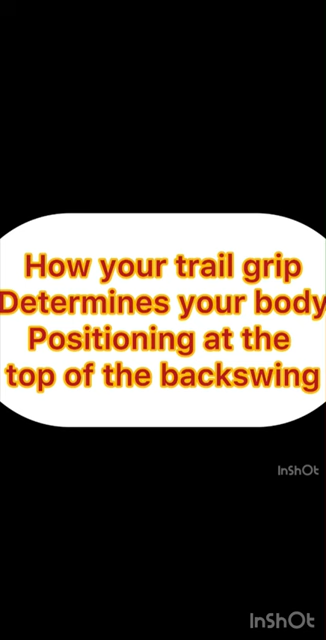 How your trail grip
Determines your body
Positioning at the
top of the backswing
InShOt
InShOt